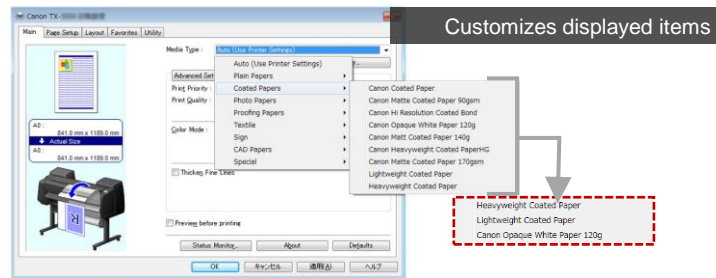 Canon TX-
Customizes displayed items
Main Page Setup Layout Favorites Utility
Media Type : Auto (Use Printer Settings)
Auto (Use Printer Settings)
Plain Papers
Coated Papers
Photo Papers
Proofing Papers
Textile
Sign
CAD Papers
Special
Canon Coated Paper
Canon Matte Coated Paper 90gsm
Canon Hi Resolution Coated Bond
Canon Opaque White Paper 120g
Canon Matt Coated Paper 140g
Canon Heavyweight Coated PaperHG
Canon Matte Coated Paper 170gsm
Lightweight Coated Paper
Heavyweight Coated Paper
Advanced Set
Print Priority :
Print Quality :
Color Mode :
A0 :
841.0 mm x 1189.0 mm
Actual Size
A0 :
841.0 mm x 1189.0 mm
Thicken Fine Lines
Preview before printing
Status Monitor... About Defaults
OK キャンセル 適用(A) ヘルプ
Heavyweight Coated Paper
Lightweight Coated Paper
Canon Opaque White Paper 120g